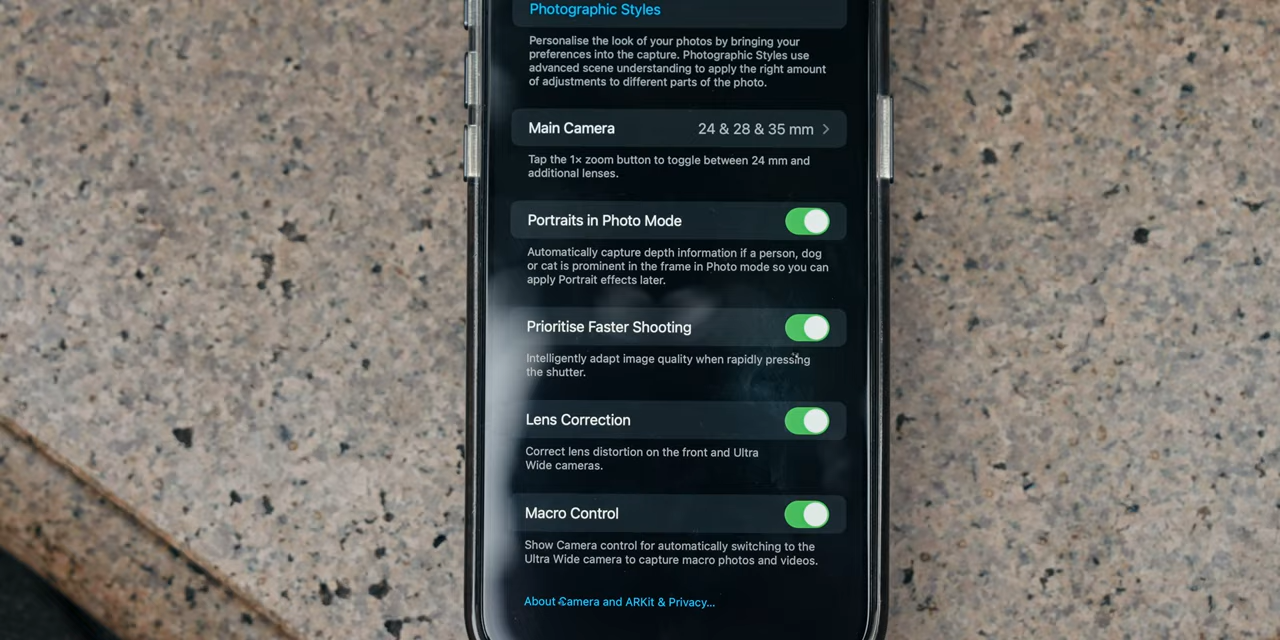 Photographic Styles
Personalise the look of your photos by bringing your
preferences into the capture. Photographic Styles use
advanced scene understanding to apply the right amount
of adjustments to different parts of the photo.
Main Camera 24 & 28 & 35 mm
Tap the 1× zoom button to toggle between 24 mm and
additional lenses.
Portraits in Photo Mode
Automatically capture depth information if a person, dog
or cat is prominent in the frame in Photo mode so you can
apply Portrait effects later.
Prioritise Faster Shooting
Intelligently adapt image quality when rapidly pressing
the shutter.
Lens Correction
Correct lens distortion on the front and Ultra
Wide cameras.
Macro Control
Show Camera control for automatically switching to the
Ultra Wide camera to capture macro photos and videos.
About Camera and ARKit & Privacy...